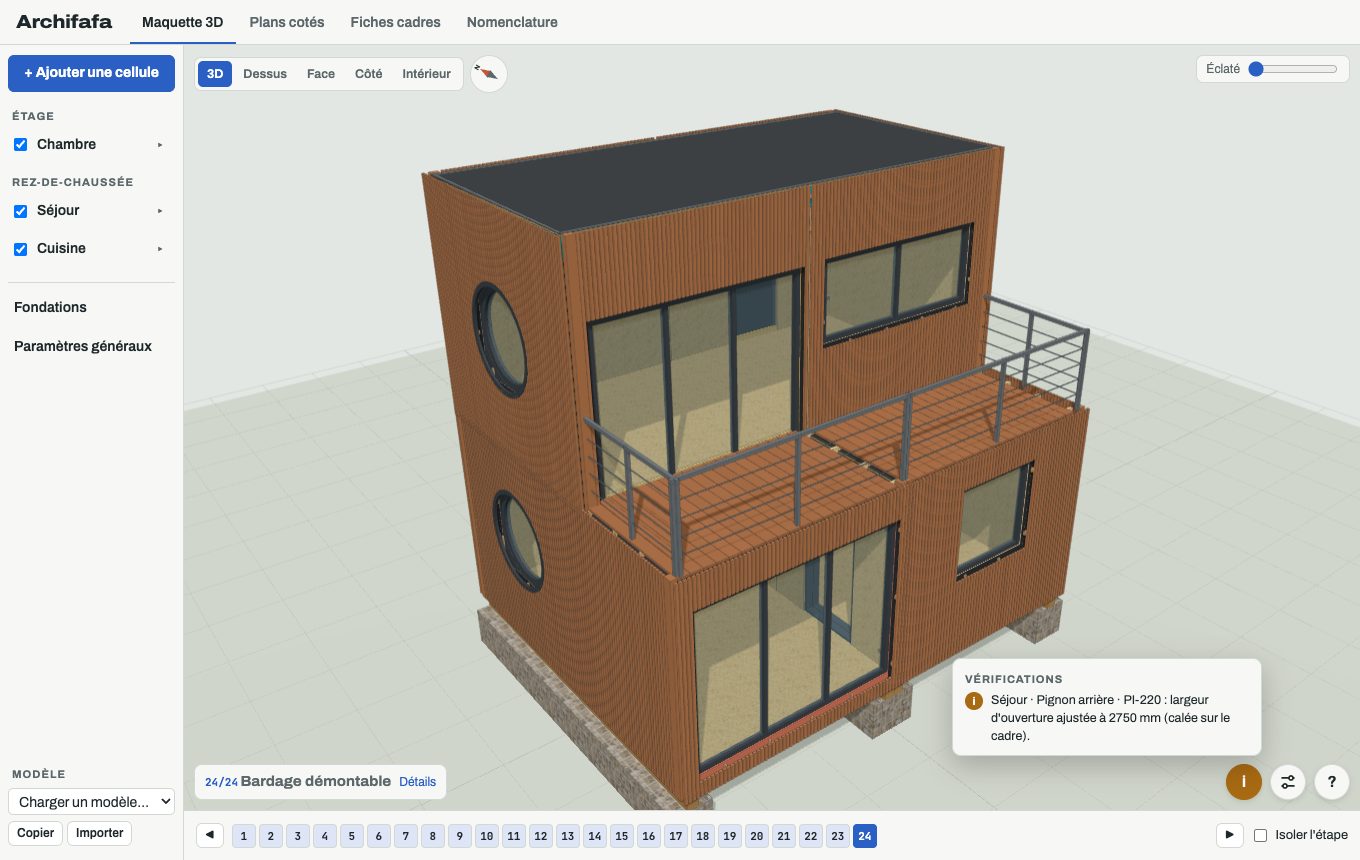 Archifafa
Maquette 3D
Plans cotés
Fiches cadres
Nomenclature
+ Ajouter une cellule
ÉTAGE
Chambre
REZ-DE-CHAUSSÉE
Séjour
Cuisine
Fondations
Paramètres généraux
MODÈLE
Charger un modèle...
Copier
Importer
3D
Dessus
Face
Côté
Intérieur
Éclaté
VÉRIFICATIONS
i
Séjour · Pignon arrière · PI-220 : largeur
d'ouverture ajustée à 2750 mm (calée sur le
cadre).
24/24 Bardage démontable Détails
i
?
1 2 3 4 5 6 7 8 9 10 11 12 13 14 15 16 17 18 19 20 21 22 23 24
Isoler l'étape